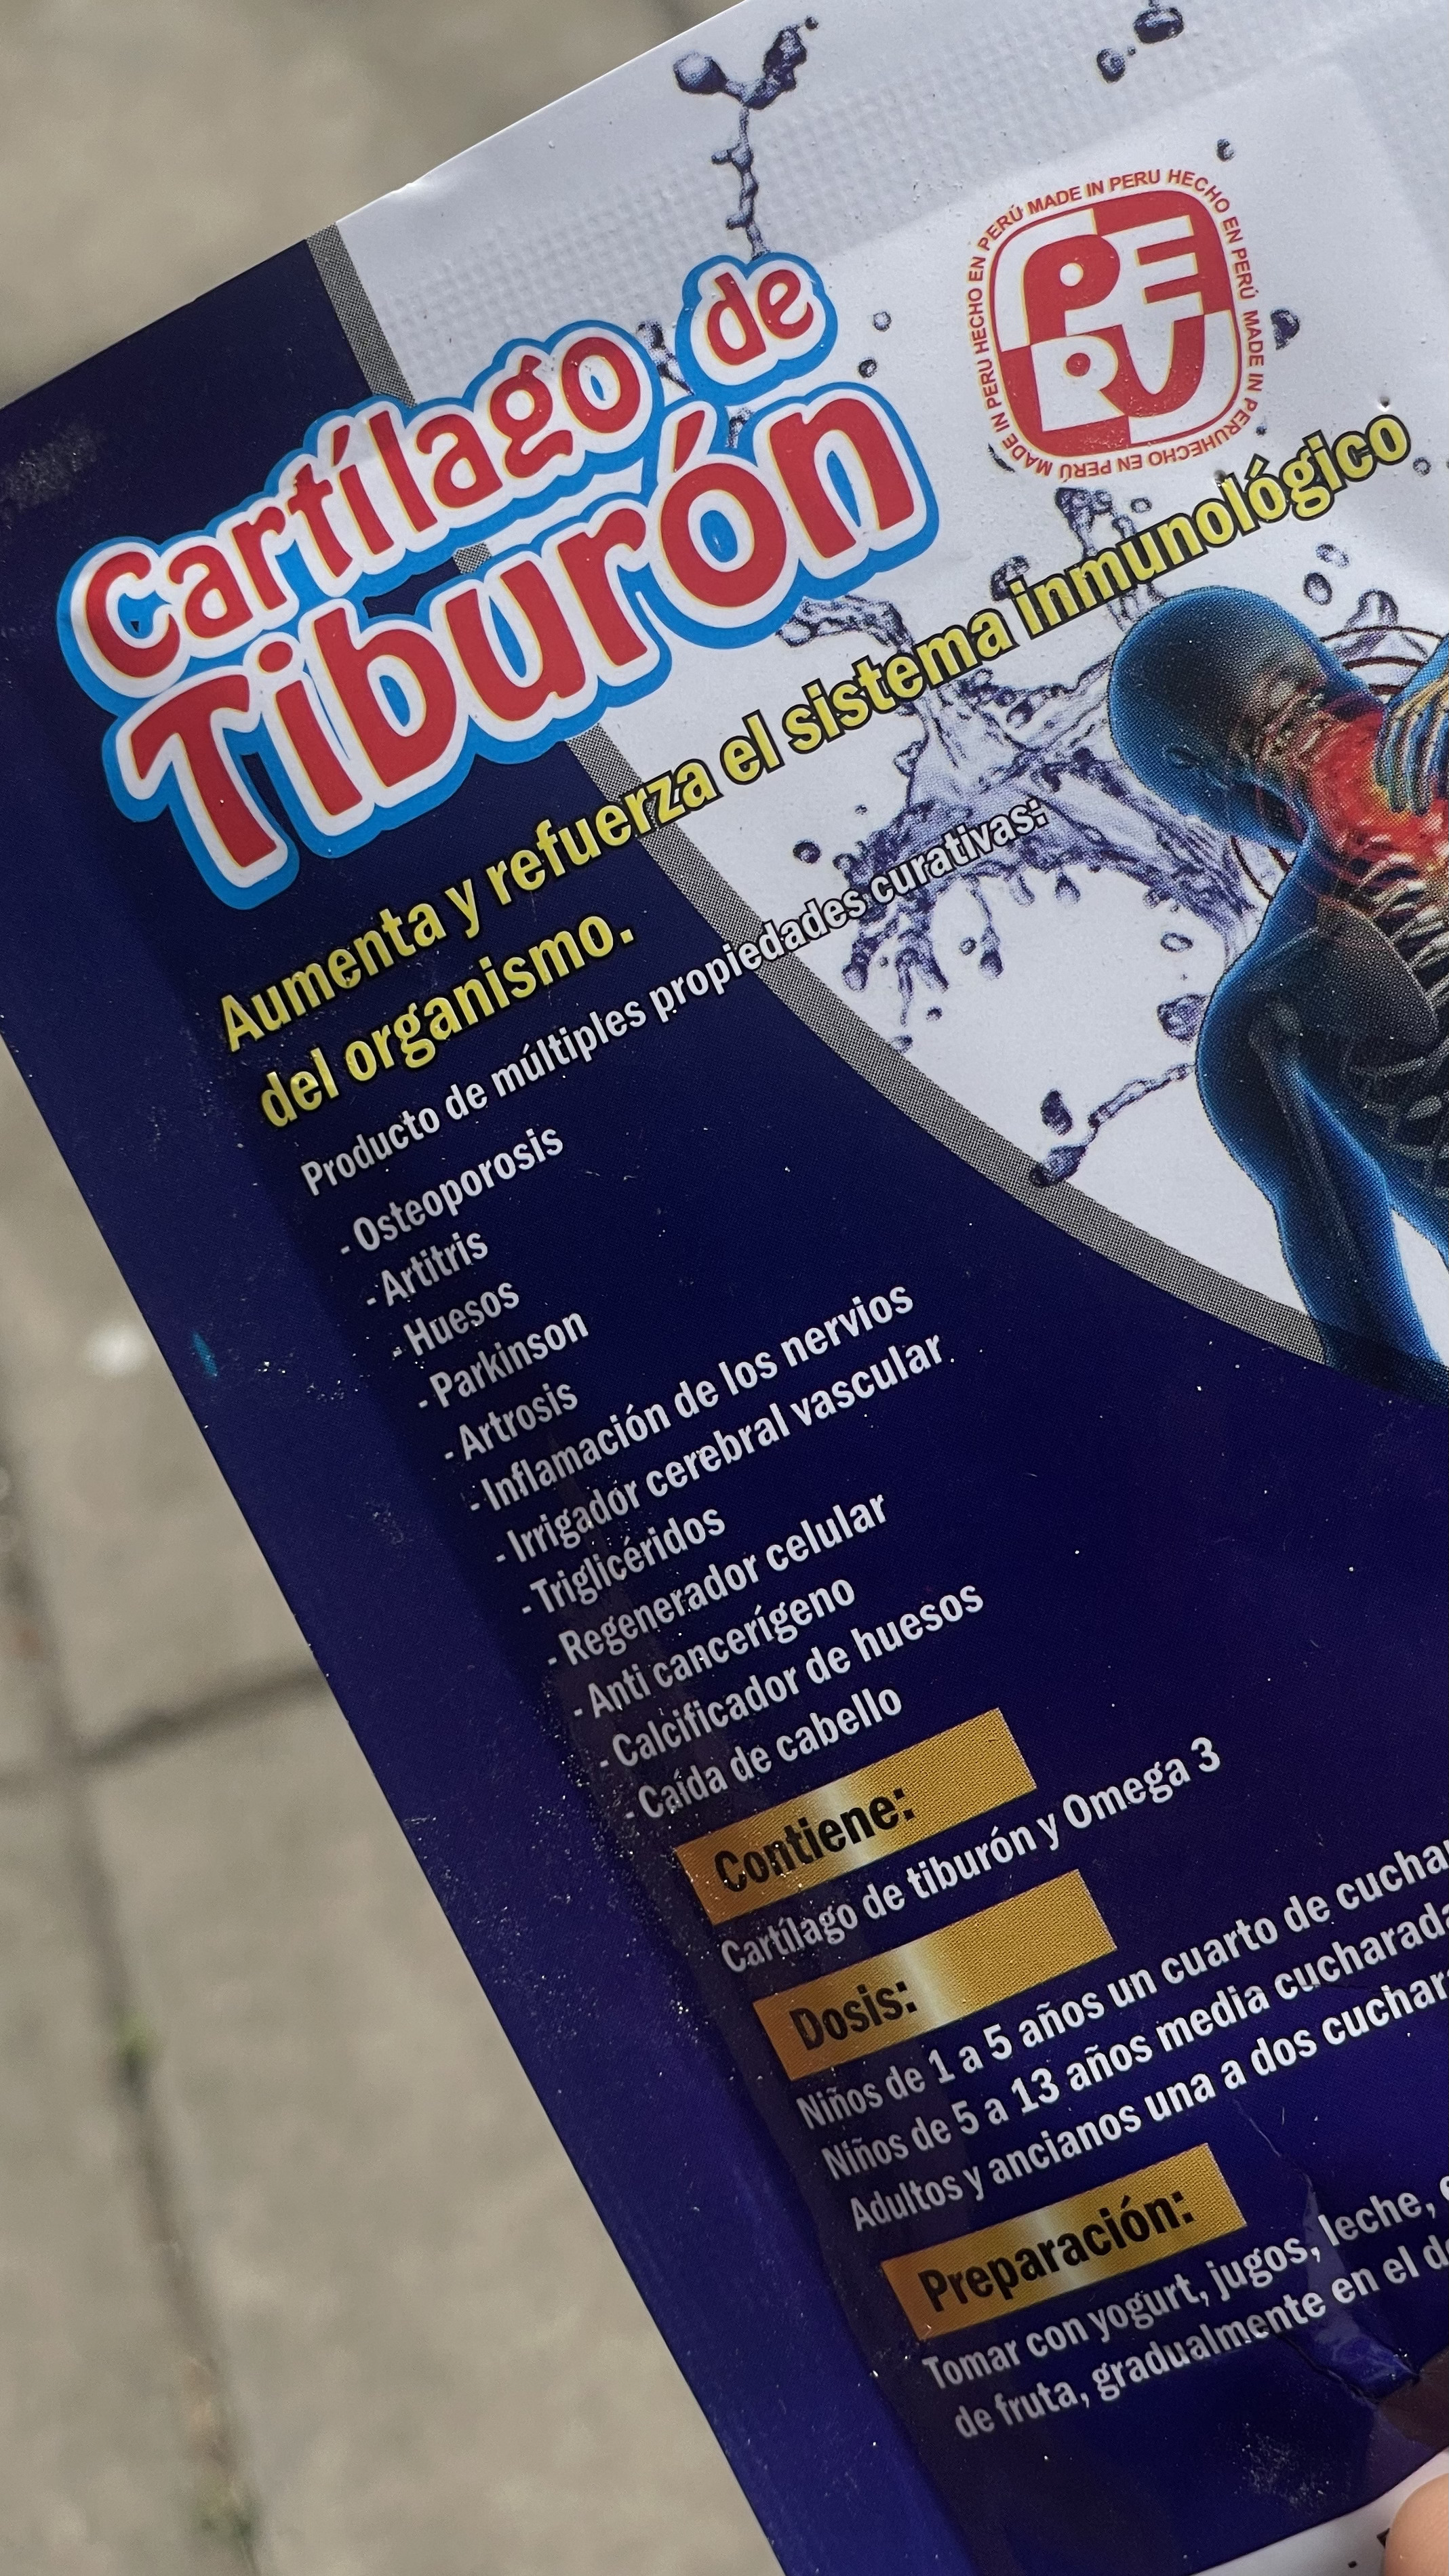 Cartílago de
Tiburón
HECHO EN PERÚ MADE IN PERU HECHO EN PERÚ MADE IN PERU HECHO EN PERÚ MADE IN PERU
PE
RU
Aumenta y refuerza el sistema inmunológico
del organismo.
Producto de múltiples propiedades curativas:
- Osteoporosis
- Artitris
- Huesos
- Parkinson
- Artrosis
- Inflamación de los nervios
- Irrigador cerebral vascular
- Triglicéridos
- Regenerador celular
- Anti cancerígeno
- Calcificador de huesos
- Caída de cabello
Contiene:
Cartílago de tiburón y Omega 3
Dosis:
Niños de 1 a 5 años un cuarto de
Niños de 5 a 13 años media cucharada
Adultos y ancianos una a dos
Preparación:
Tomar con yogurt, jugos, leche,
de fruta, gradualmente en el